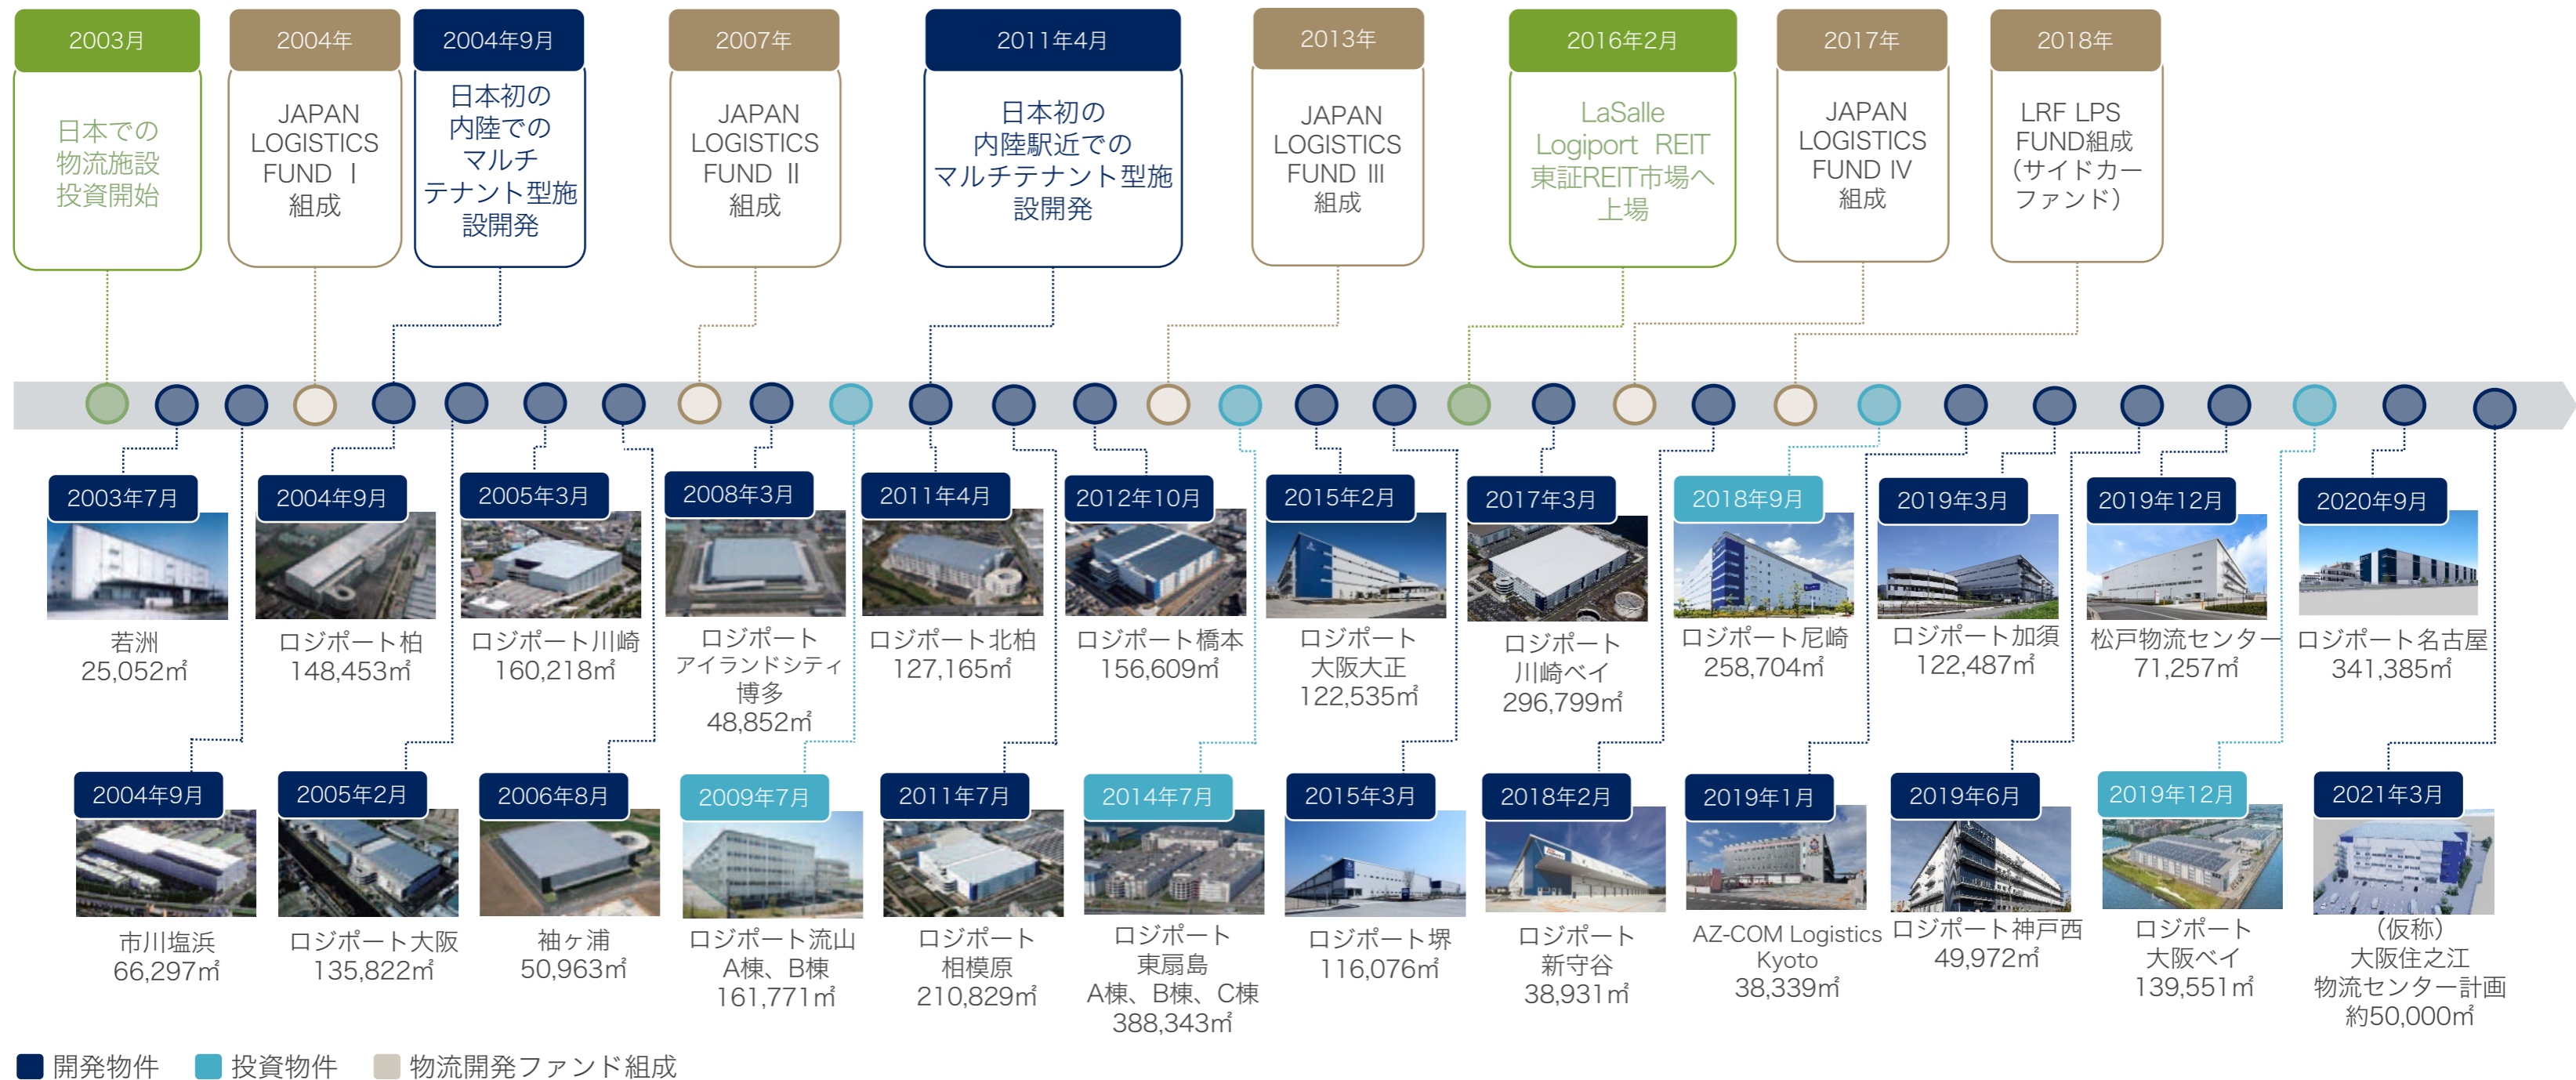 2003月
日本での
物流施設
投資開始
2004年
JAPAN
LOGISTICS
FUND Ⅰ
組成
2004年9月
日本初の
内陸での
マルチ
テナント型施
設開発
2007年
JAPAN
LOGISTICS
FUND Ⅱ
組成
2011年4月
日本初の
内陸駅近での
マルチテナント型施
設開発
2013年
JAPAN
LOGISTICS
FUND Ⅲ
組成
2016年2月
LaSalle
Logiport REIT
東証REIT市場へ
上場
2017年
JAPAN
LOGISTICS
FUND Ⅳ
組成
2018年
LRF LPS
FUND組成
（サイドカー
ファンド）
2003年7月
若洲
25,052㎡
2004年9月
ロジポート柏
148,453㎡
2005年3月
ロジポート川崎
160,218㎡
2008年3月
ロジポート
アイランドシティ
博多
48,852㎡
2011年4月
ロジポート北柏
127,165㎡
2012年10月
ロジポート橋本
156,609㎡
2015年2月
ロジポート
大阪大正
122,535㎡
2017年3月
ロジポート
川崎ベイ
296,799㎡
2018年9月
ロジポート尼崎
258,704㎡
2019年3月
ロジポート加須
122,487㎡
2019年12月
松戸物流センター
71,257㎡
2020年9月
ロジポート名古屋
341,385㎡
2004年9月
市川塩浜
66,297㎡
2005年2月
ロジポート大阪
135,822㎡
2006年8月
袖ヶ浦
50,963㎡
2009年7月
ロジポート流山
A棟、B棟
161,771㎡
2011年7月
ロジポート
相模原
210,829㎡
2014年7月
ロジポート
東扇島
A棟、B棟、C棟
388,343㎡
2015年3月
ロジポート堺
116,076㎡
2018年2月
ロジポート
新守谷
38,931㎡
2019年1月
AZ-COM Logistics
Kyoto
38,339㎡
2019年6月
ロジポート神戸西
49,972㎡
2019年12月
ロジポート
大阪ベイ
139,551㎡
2021年3月
（仮称）
大阪住之江
物流センター計画
約50,000㎡
開発物件
投資物件
物流開発ファンド組成